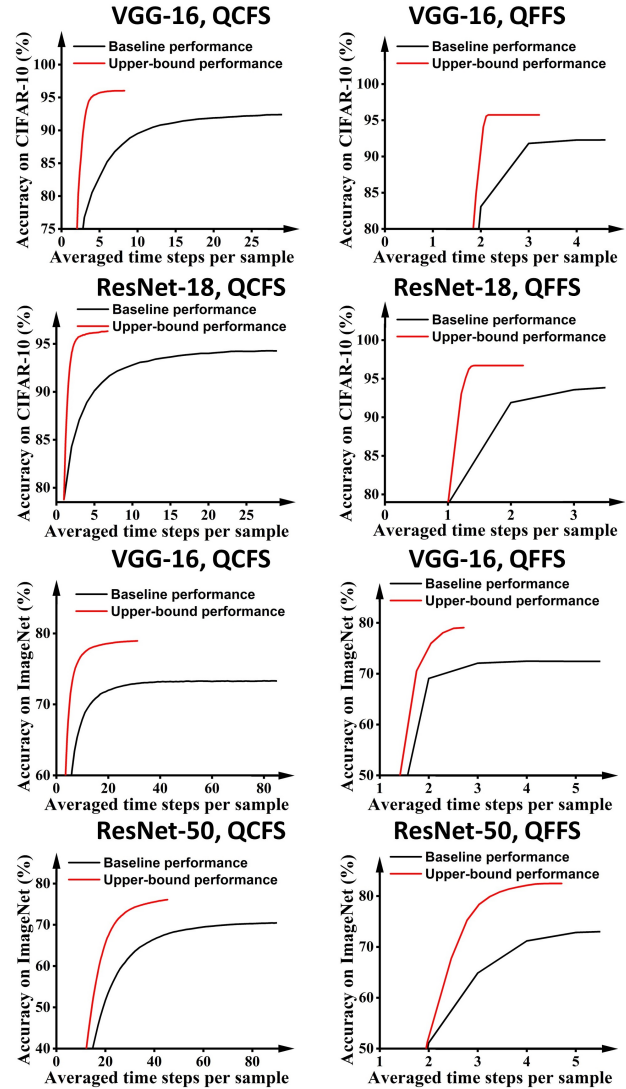 VGG-16, QCFS
Baseline performance
Upper-bound performance
Accuracy on CIFAR-10 (%)
100
95
90
85
80
75
0
5
10
15
20
25
Averaged time steps per sample
VGG-16, QFFS
Baseline performance
Upper-bound performance
Accuracy on CIFAR-10 (%)
100
95
90
85
80
0
1
2
3
4
Averaged time steps per sample
ResNet-18, QCFS
Baseline performance
Upper-bound performance
Accuracy on CIFAR-10 (%)
95
90
85
80
0
5
10
15
20
25
Averaged time steps per sample
ResNet-18, QFFS
Baseline performance
Upper-bound performance
Accuracy on CIFAR-10 (%)
100
95
90
85
80
0
1
2
3
Averaged time steps per sample
VGG-16, QCFS
Baseline performance
Upper-bound performance
Accuracy on ImageNet (%)
80
70
60
0
20
40
60
80
Averaged time steps per sample
VGG-16, QFFS
Baseline performance
Upper-bound performance
Accuracy on ImageNet (%)
80
70
60
50
1
2
3
4
5
Averaged time steps per sample
ResNet-50, QCFS
Baseline performance
Upper-bound performance
Accuracy on ImageNet (%)
80
70
60
50
40
0
20
40
60
80
Averaged time steps per sample
ResNet-50, QFFS
Baseline performance
Upper-bound performance
Accuracy on ImageNet (%)
80
70
60
50
1
2
3
4
5
Averaged time steps per sample